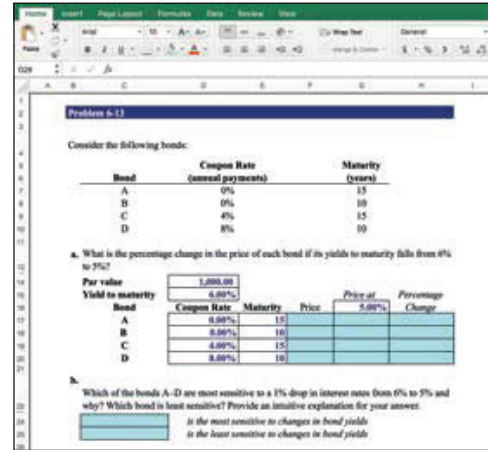 Home Insert Page Layout Formulas Data Review View
Arial 10 A A Wrap Text General
Paste B I U A Merge & Center $ % )
G29 fx
A B C D E F G H I
Problem 6-13
Consider the following bonds:
Coupon Rate Maturity
Bond (annual payments) (years)
A 0% 15
B 0% 10
C 4% 15
D 8% 10
a. What is the percentage change in the price of each bond if its yields to maturity falls from 6%
to 5%?
Par value 1,000.00
Yield to maturity 6.00% Price at Percentage
Bond Coupon Rate Maturity Price 5.00% Change
A 0.00% 15
B 0.00% 10
C 4.00% 15
D 8.00% 10
b.
Which of the bonds A–D are most sensitive to a 1% drop in interest rates from 6% to 5% and
why? Which bond is least sensitive? Provide an intuitive explanation for your answer.
is the most sensitive to changes in bond yields
is the least sensitive to changes in bond yields